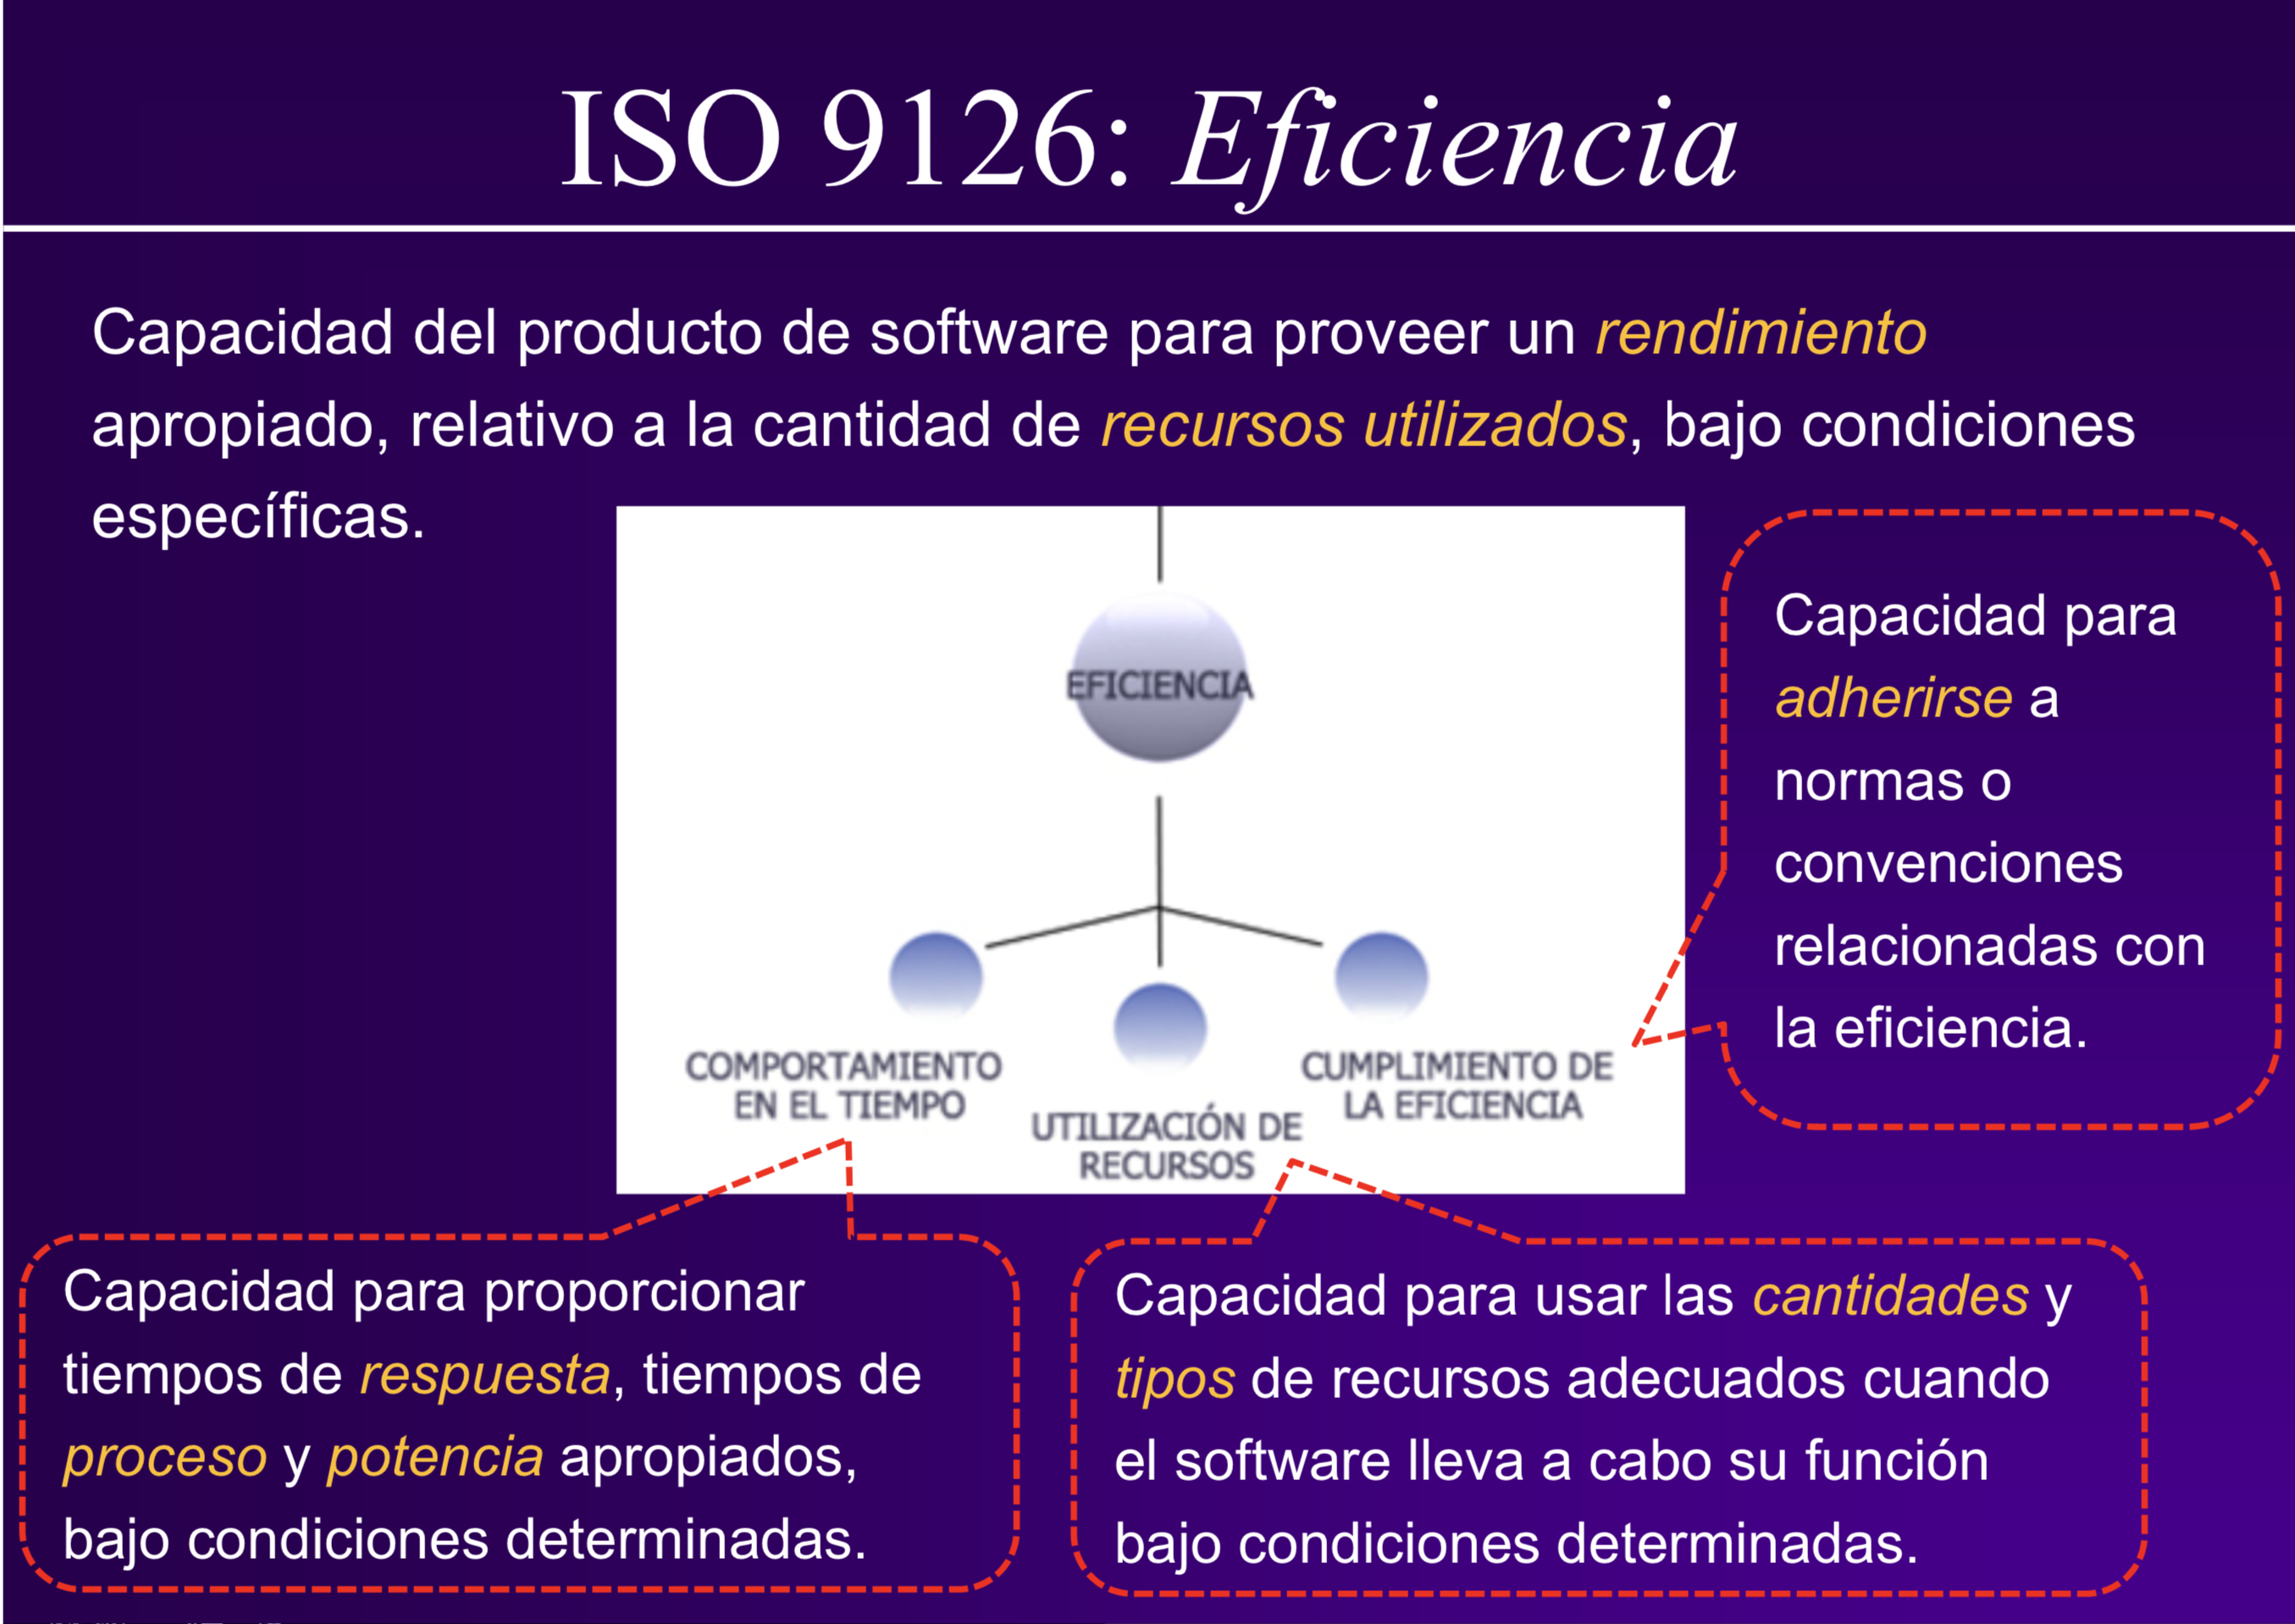 ISO 9126: Eficiencia
Capacidad del producto de software para proveer un rendimiento
apropiado, relativo a la cantidad de recursos utilizados, bajo condiciones
específicas.
EFICIENCIA
COMPORTAMIENTO
EN EL TIEMPO
UTILIZACIÓN DE
RECURSOS
CUMPLIMIENTO DE
LA EFICIENCIA
Capacidad para
adherirse a
normas o
convenciones
relacionadas con
la eficiencia.
Capacidad para proporcionar
tiempos de respuesta, tiempos de
proceso y potencia apropiados,
bajo condiciones determinadas.
Capacidad para usar las cantidades y
tipos de recursos adecuados cuando
el software lleva a cabo su función
bajo condiciones determinadas.